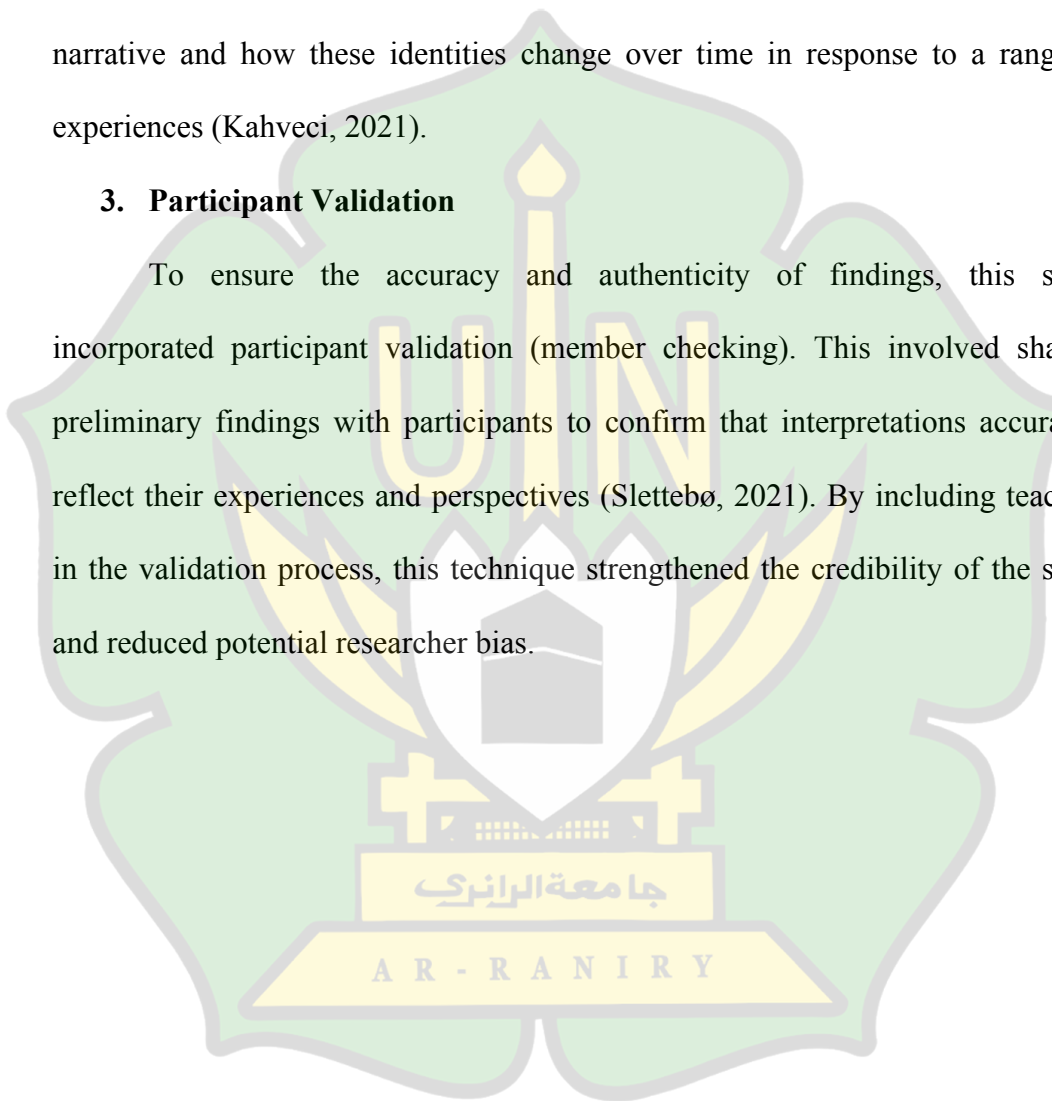 narrative and how these identities change over time in response to a rang
experiences (Kahveci, 2021).
3. Participant Validation
To ensure the accuracy and authenticity of findings, this s
incorporated participant validation (member checking). This involved sha
preliminary findings with participants to confirm that interpretations accura
reflect their experiences and perspectives (Slettebø, 2021). By including teac
in the validation process, this technique strengthened the credibility of the s
and reduced potential researcher bias.
UIN
جامعة الرانري
AR-RANIRY